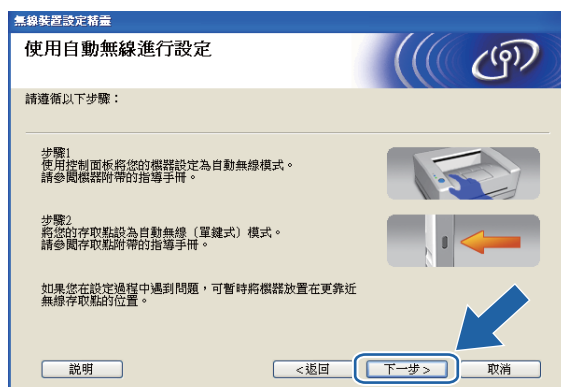 無線裝置設定精靈
使用自動無線進行設定
請遵循以下步驟：
步驟1
使用控制面板將您的機器設定為自動無線模式。
請參閱機器附帶的指導手冊。
步驟2
將您的存取點設為自動無線（單鍵式）模式。
請參閱存取點附帶的指導手冊。
如果您在設定過程中遇到問題，可暫時將機器放置在更靠近
無線存取點的位置。
說明
<返回
下一步 >
取消